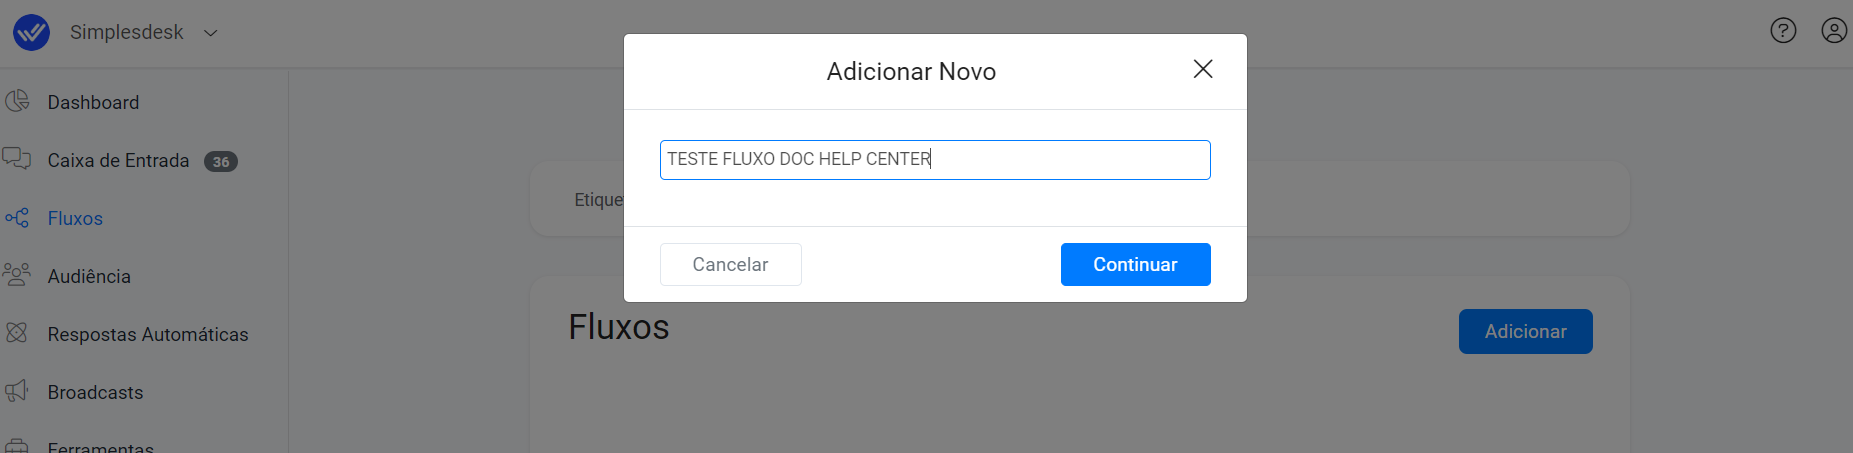 Simplesdesk
Adicionar Novo
Dashboard
Caixa de Entrada 36
TESTE FLUXO DOC HELP CENTER
Fluxos
Audiência
Cancelar
Continuar
Respostas Automáticas
Fluxos
Adicionar
Broadcasts
Ferramentas